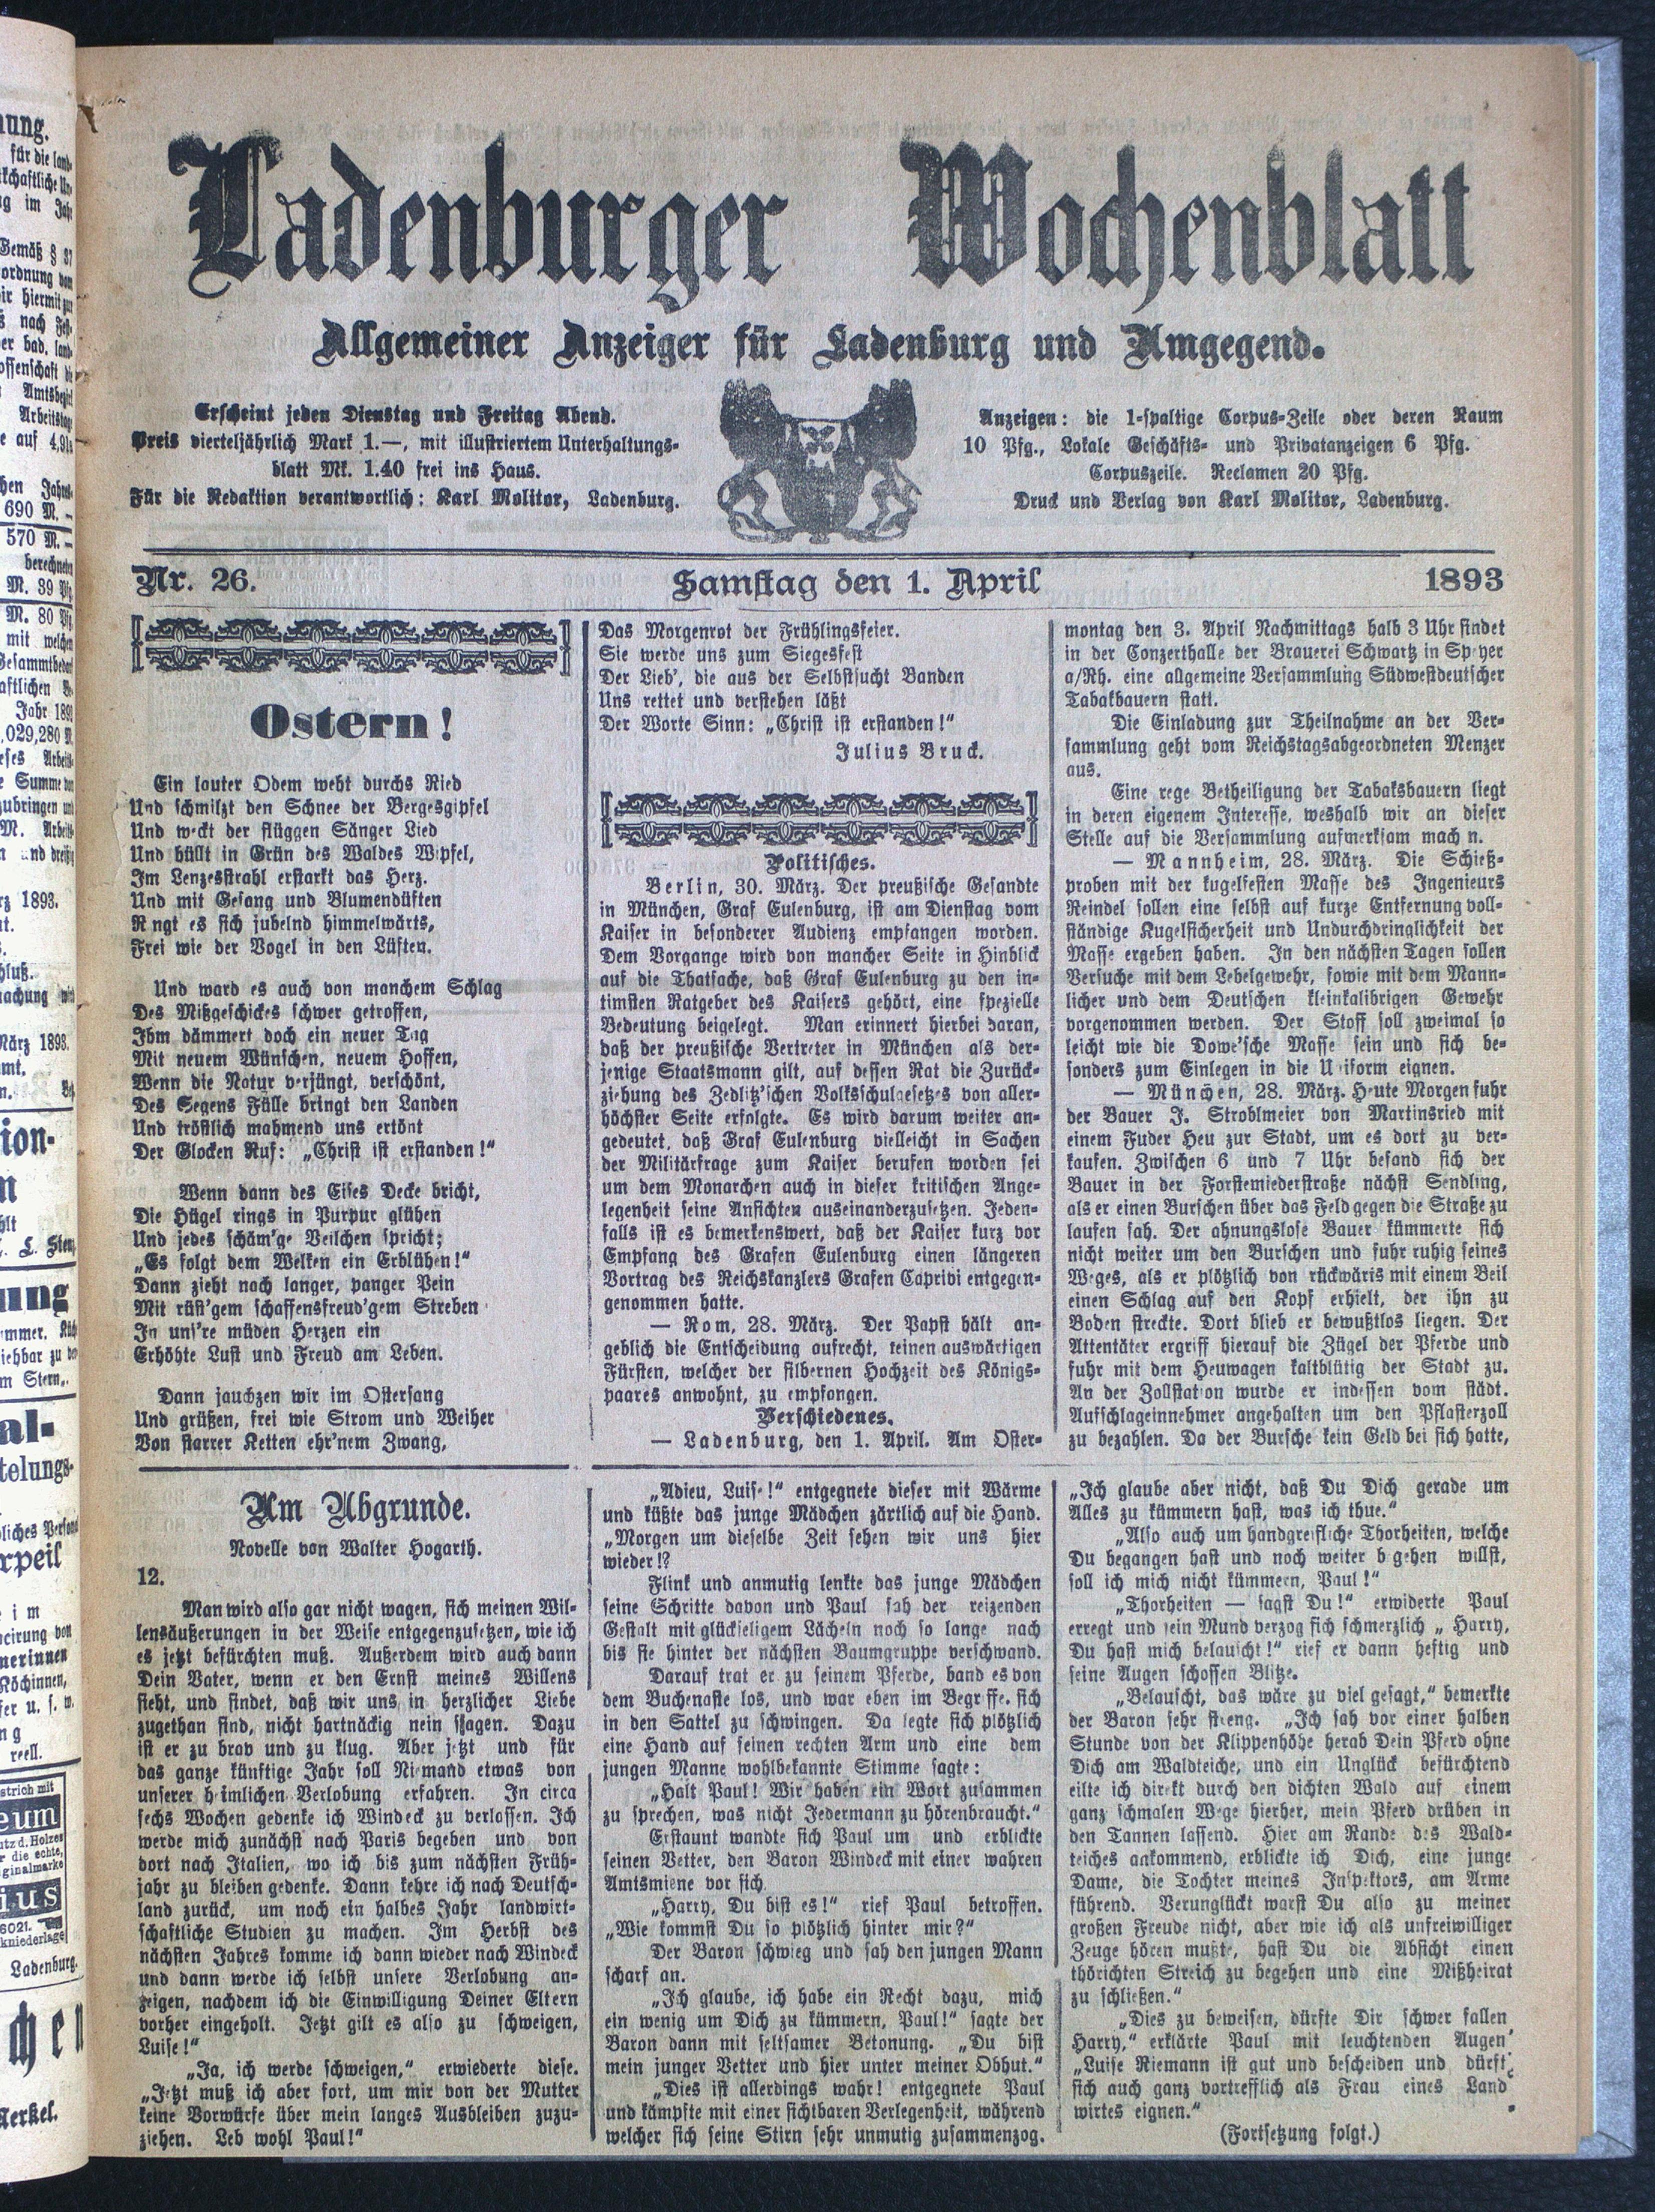 Ladenburger Wochenblatt
Allgemeiner Anzeiger für Ladenburg und Umgegend.
Erscheint jeden Dienstag und Freitag Abend.
Preis vierteljährlich Mark 1.—, mit illustriertem Unterhaltungs-
blatt Mk. 1.40 frei ins Haus.
Für die Redaktion verantwortlich: Karl Molitor, Ladenburg.
Anzeigen: die 1-spaltige Corpus-Zeile oder deren Raum
10 Pfg., Lokale Geschäfts- und Privatanzeigen 6 Pfg.
Corpuszeile. Reclamen 20 Pfg.
Druck und Verlag von Karl Molitor, Ladenburg.
Nr. 26.
Samstag den 1. April
1893
Ostern!
Ein lauter Odem weht durchs Ried
Und schmilzt den Schnee der Bergesgipfel
Und weckt der flüggen Sänger Lied
Und hüllt in Grün des Waldes Wipfel,
Im Lenzesstrahl erstarkt das Herz.
Und mit Gesang und Blumendüften
Ringt es sich jubelnd himmelwärts,
Frei wie der Vogel in den Lüften.
Und ward es auch von manchem Schlag
Des Mißgeschickes schwer getroffen,
Ihm dämmert doch ein neuer Tag
Mit neuem Wünschen, neuem Hoffen,
Wenn die Natur verjüngt, verschönt,
Des Segens Fülle bringt den Landen
Und tröstlich mahmend uns ertönt
Der Glocken Ruf: „Christ ist erstanden!"
Wenn dann des Eises Decke bricht,
Die Hügel rings in Purpur glühen
Und jedes schäm'ge Veilchen spricht;
„Es folgt dem Welken ein Erblühen!"
Dann zieht nach langer, panger Pein
Mit rüst'gem schaffensfreud'gem Streben
In uns're müden Herzen ein
Erhöhte Lust und Freud am Leben.
Dann jauchzen wir im Ostersang
Und grüßen, frei wie Strom und Weiher
Von starrer Ketten ehr'nem Zwang,
Das Morgenrot der Frühlingsfeier.
Sie werde uns zum Siegesfest
Der Lieb', die aus der Selbstsucht Banden
Uns rettet und verstehen läßt
Der Worte Sinn: „Christ ist erstanden!"
Julius Bruck.
Politisches.
Berlin, 30. März. Der preußische Gesandte
in München, Graf Eulenburg, ist am Dienstag vom
Kaiser in besonderer Audienz empfangen worden.
Dem Vorgange wird von mancher Seite in Hinblick
auf die Thatsache, daß Graf Eulenburg zu den in-
timsten Ratgeber des Kaisers gehört, eine spezielle
Bedeutung beigelegt. Man erinnert hierbei daran,
daß der preußische Vertreter in München als der-
jenige Staatsmann gilt, auf dessen Rat die Zurück-
ziehung des Zedlitz'schen Volksschulgesetzes von aller-
höchster Seite erfolgte. Es wird darum weiter an-
gedeutet, daß Graf Eulenburg vielleicht in Sachen
der Militärfrage zum Kaiser berufen worden sei
um dem Monarchen auch in dieser kritischen Ange-
legenheit seine Ansichten auseinanderzusetzen. Jeden-
falls ist es bemerkenswert, daß der Kaiser kurz vor
Empfang des Grafen Eulenburg einen längeren
Vortrag des Reichskanzlers Grafen Caprivi entgegen-
genommen hatte.
— Rom, 28. März. Der Papst hält an-
geblich die Entscheidung aufrecht, keinen auswärtigen
Fürsten, welcher der silbernen Hochzeit des Königs-
paares anwohnt, zu empfangen.
Verschiedenes.
— Ladenburg, den 1. April. Am Oster-
montag den 3. April Nachmittags halb 3 Uhr findet
in der Conzerthalle der Brauerei Schwartz in Speyer
a/Rh. eine allgemeine Versammlung Südwestdeutscher
Tabakbauern statt.
Die Einladung zur Theilnahme an der Ver-
sammlung geht vom Reichstagsabgeordneten Menzer
aus.
Eine rege Betheiligung der Tabaksbauern liegt
in deren eigenem Interesse, weshalb wir an dieser
Stelle auf die Versammlung aufmerksam mach n.
— Mannheim, 28. März. Die Schieß-
proben mit der kugelfesten Masse des Ingenieurs
Reindel sollen eine selbst auf kurze Entfernung voll-
ständige Kugelsicherheit und Undurchdringlichkeit der
Masse ergeben haben. In den nächsten Tagen sollen
Versuche mit dem Lebelgewehr, sowie mit dem Mann-
licher und dem Deutschen kleinkalibrigen Gewehr
vorgenommen werden. Der Stoff soll zweimal so
leicht wie die Dowe'sche Masse sein und sich be-
sonders zum Einlegen in die U iform eignen.
— München, 28. März. Heute Morgen fuhr
der Bauer J. Stroblmeier von Martinsried mit
einem Fuder Heu zur Stadt, um es dort zu ver-
kaufen. Zwischen 6 und 7 Uhr befand sich der
Bauer in der Forstemiederstraße nächst Sendling,
als er einen Burschen über das Feld gegen die Straße zu
laufen sah. Der ahnungslose Bauer kümmerte sich
nicht weiter um den Burschen und fuhr ruhig seines
Weges, als er plötzlich von rückwäris mit einem Beil
einen Schlag auf den Kopf erhielt, der ihn zu
Boden streckte. Dort blieb er bewußtlos liegen. Der
Attentäter ergriff hierauf die Zügel der Pferde und
fuhr mit dem Heuwagen kaltblütig der Stadt zu.
An der Zollstation wurde er indessen vom städt.
Aufschlageinnehmer angehalten um den Pflasterzoll
zu bezahlen. Da der Bursche kein Geld bei sich hatte,
Am Abgrunde.
Novelle von Walter Hogarth.
12.
Man wird also gar nicht wagen, sich meinen Wil-
lensäußerungen in der Weise entgegenzusetzen, wie ich
es jetzt befürchten muß. Außerdem wird auch dann
Dein Vater, wenn er den Ernst meines Willens
sieht, und findet, daß wir uns in herzlicher Liebe
zugethan sind, nicht hartnäckig nein sagen. Dazu
ist er zu brav und zu klug. Aber jetzt und für
das ganze künftige Jahr soll Niemand etwas von
unserer heimlichen Verlobung erfahren. In circa
sechs Wochen gedenke ich Windeck zu verlassen. Ich
werde mich zunächst nach Paris begeben und von
dort nach Italien, wo ich bis zum nächsten Früh-
jahr zu bleiben gedenke. Dann kehre ich nach Deutsch-
land zurück, um noch ein halbes Jahr landwirt-
schaftliche Studien zu machen. Im Herbst des
nächsten Jahres komme ich dann wieder nach Windeck
und dann werde ich selbst unsere Verlobung an-
zeigen, nachdem ich die Einwilligung Deiner Eltern
vorher eingeholt. Jetzt gilt es also zu schweigen,
Luise!"
„Ja, ich werde schweigen," erwiederte diese.
„Jetzt muß ich aber fort, um mir von der Mutter
keine Vorwürfe über mein langes Ausbleiben zuzu-
ziehen. Leb wohl Paul!"
„Adieu, Luise!" entgegnete dieser mit Wärme
und küßte das junge Mädchen zärtlich auf die Hand.
„Morgen um dieselbe Zeit sehen wir uns hier
wieder!?
Flink und anmutig lenkte das junge Mädchen
seine Schritte davon und Paul sah der reizenden
Gestalt mit glückseligem Lächeln noch so lange nach
bis sie hinter der nächsten Baumgruppe verschwand.
Darauf trat er zu seinem Pferde, band es von
dem Buchenaste los, und war eben im Begriffe. sich
in den Sattel zu schwingen. Da legte sich plötzlich
eine Hand auf seinen rechten Arm und eine dem
jungen Manne wohlbekannte Stimme sagte:
„Halt Paul! Wir haben ein Wort zusammen
zu sprechen, was nicht Jedermann zu hören braucht."
Erstaunt wandte sich Paul um und erblickte
seinen Vetter, den Baron Windeck mit einer wahren
Amtsmiene vor sich
„Harry, Du bist es!" rief Paul betroffen.
„Wie kommst Du so plötzlich hinter mir?"
Der Baron schwieg und sah den jungen Mann
scharf an.
„Ich glaube, ich habe ein Recht dazu, mich
ein wenig um Dich zu kümmern, Paul!" sagte der
Baron dann mit seltsamer Betonung. „Du bist
mein junger Vetter und hier unter meiner Obhut."
„Dies ist allerdings wahr! entgegnete Paul
und kämpfte mit einer sichtbaren Verlegenheit, während
welcher sich seine Stirn sehr unmutig zusammenzog.
„Ich glaube aber nicht, daß Du Dich gerade um
Alles zu kümmern hast, was ich thue."
„Also auch um handgreifliche Thorheiten, welche
Du begangen hast und noch weiter b gehen willst,
soll ich mich nicht kümmern, Paul!"
„Thorheiten — sagst Du!" erwiderte Paul
erregt und sein Mund verzog sich schmerzlich „ Harry,
Du hast mich belauscht!" rief er dann heftig und
seine Augen schossen Blitze.
„Belauscht, das wäre zu viel gesagt," bemerkte
der Baron sehr streng. „Ich sah vor einer halben
Stunde von der Klippenhöhe herab Dein Pferd ohne
Dich am Waldteiche, und ein Unglück befürchtend
eilte ich direkt durch den dichten Wald auf einem
ganz schmalen Wege hierher, mein Pferd drüben in
den Tannen lassend. Hier am Rande des Wald-
teiches ankommend, erblickte ich Dich, eine junge
Dame, die Tochter meines Inspektors, am Arme
führend. Verunglückt warst Du also zu meiner
großen Freude nicht, aber wie ich als unfreiwilliger
Zeuge hören mußte, hast Du die Absicht einen
thörichten Streich zu begehen und eine Mißheirat
zu schließen."
„Dies zu beweisen, dürfte Dir schwer fallen
Harry," erklärte Paul mit leuchtenden Augen
„Luise Riemann ist gut und bescheiden und dürft
sich auch ganz vortrefflich als Frau eines Land
wirtes eignen."
(Fortsetzung folgt.)